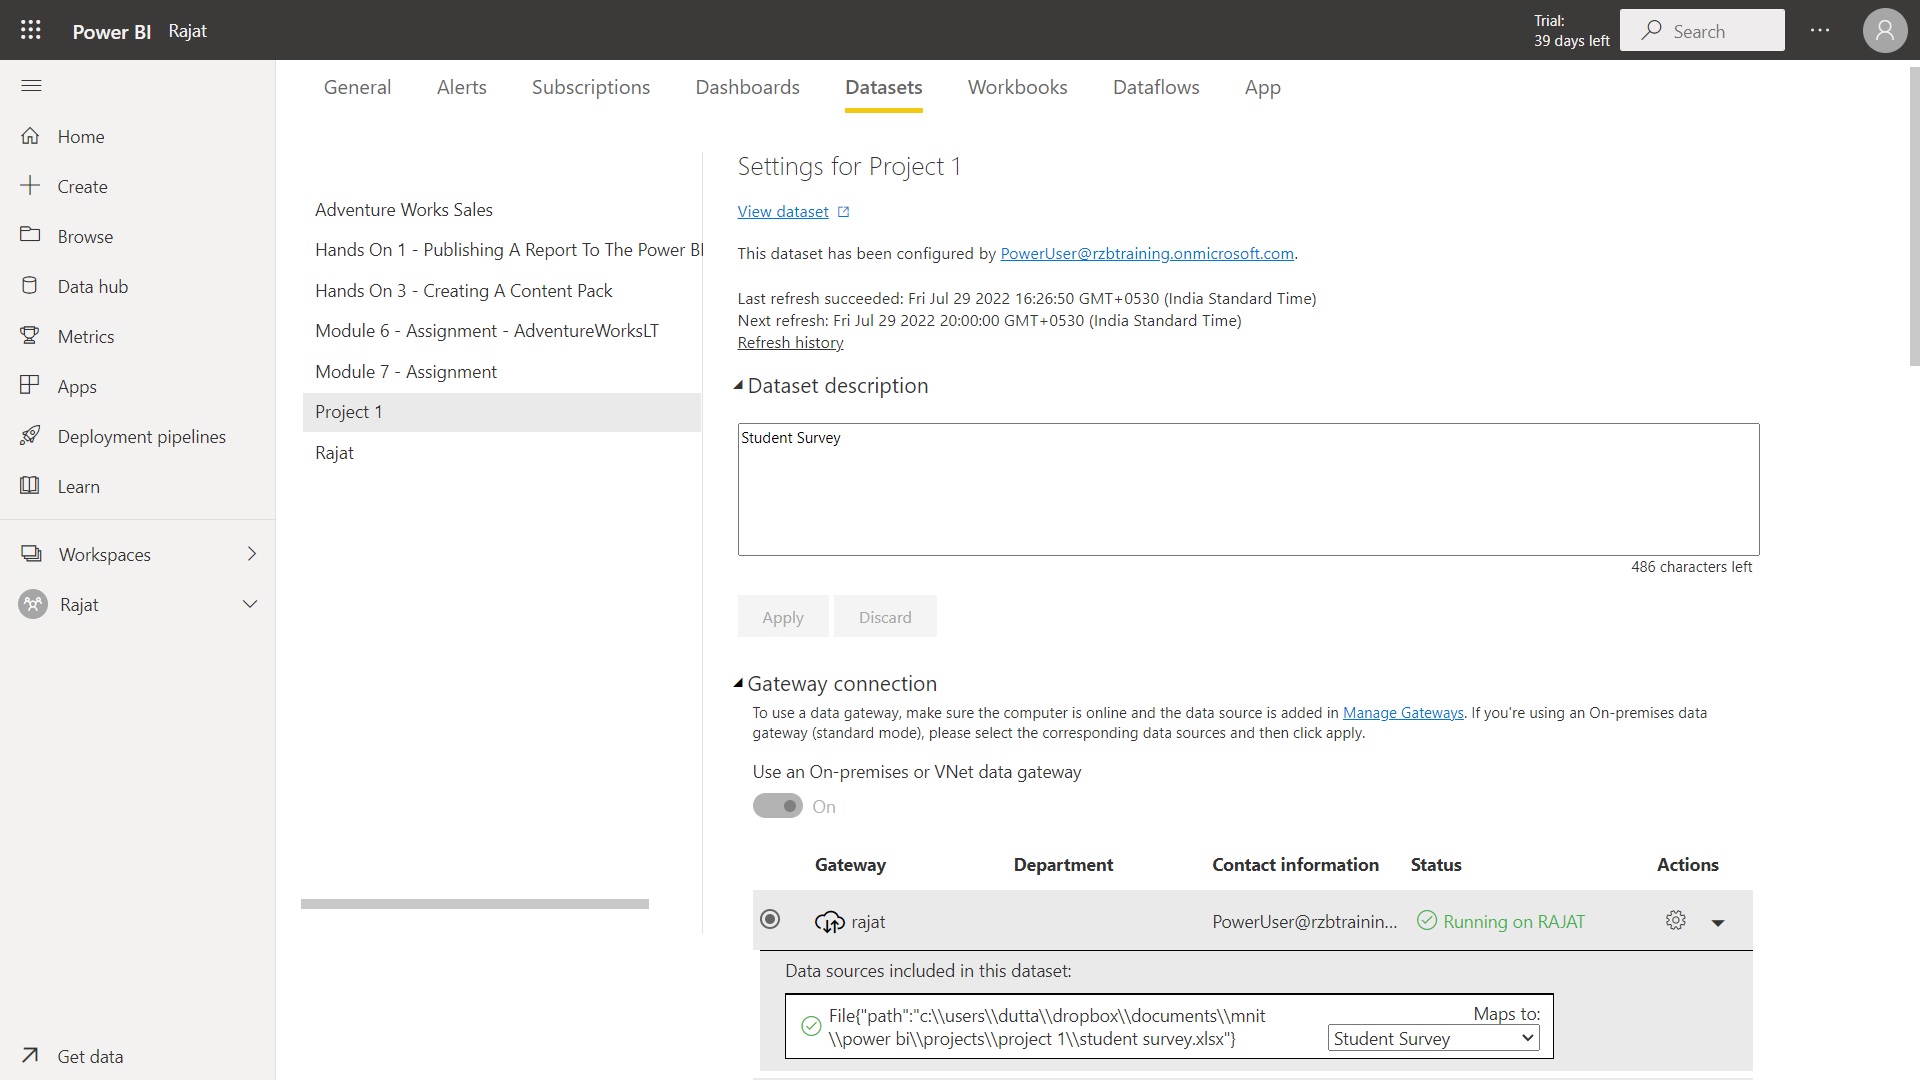 Power BI Rajat
Trial:
39 days left
Search
Home
Create
Browse
Data hub
Metrics
Apps
Deployment pipelines
Learn
Workspaces
Rajat
Get data
General Alerts Subscriptions Dashboards Datasets Workbooks Dataflows App
Adventure Works Sales
Hands On 1 - Publishing A Report To The Power BI
Hands On 3 - Creating A Content Pack
Module 6 - Assignment - AdventureWorksLT
Module 7 - Assignment
Project 1
Rajat
Settings for Project 1
View dataset
This dataset has been configured by PowerUser@rzbtraining.onmicrosoft.com.
Last refresh succeeded: Fri Jul 29 2022 16:26:50 GMT+0530 (India Standard Time)
Next refresh: Fri Jul 29 2022 20:00:00 GMT+0530 (India Standard Time)
Refresh history
Dataset description
Student Survey
486 characters left
Apply Discard
Gateway connection
To use a data gateway, make sure the computer is online and the data source is added in Manage Gateways. If you're using an On-premises data
gateway (standard mode), please select the corresponding data sources and then click apply.
Use an On-premises or VNet data gateway
On
Gateway Department Contact information Status Actions
rajat PowerUser@rzbtrainin... Running on RAJAT
Data sources included in this dataset:
File{"path":"c:\\users\\dutta\\dropbox\\documents\\mnit
\\power bi\\projects\\project 1\\student survey.xlsx"}
Maps to:
Student Survey